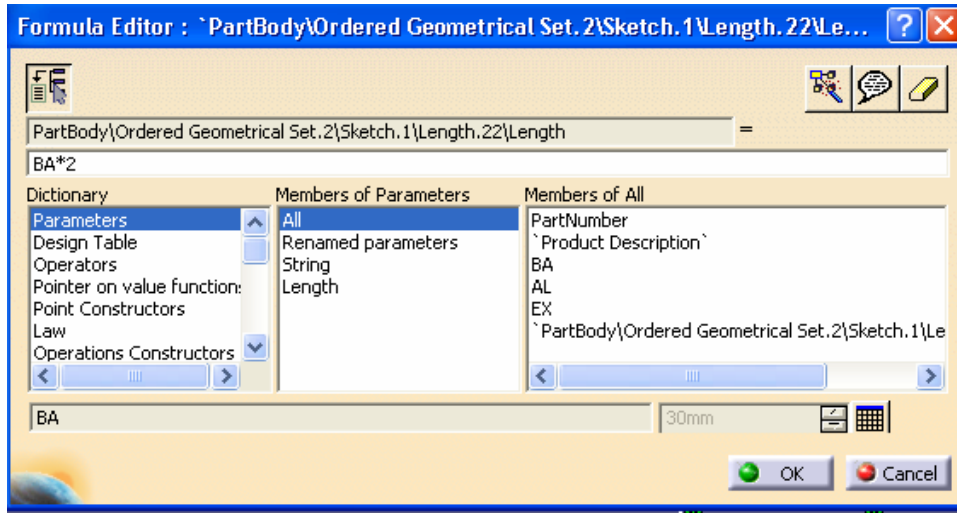 Formula Editor : `PartBody\Ordered Geometrical Set.2\Sketch.1\Length.22\Le...
PartBody\Ordered Geometrical Set.2\Sketch.1\Length.22\Length =
BA*2
Dictionary Members of Parameters Members of All
Parameters All PartNumber
Design Table Renamed parameters `Product Description`
Operators String BA
Pointer on value function: Length AL
Point Constructors EX
Law `PartBody\Ordered Geometrical Set.2\Sketch.1\Le
Operations Constructors
BA 30mm
OK Cancel